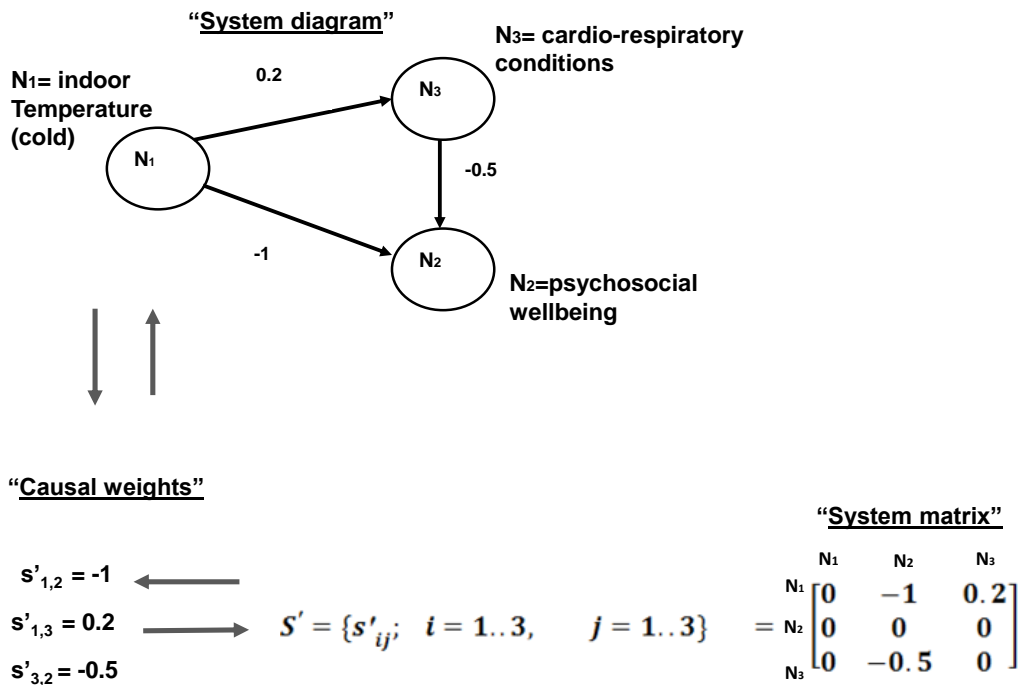 “System diagram”
N₃= cardio-respiratory
conditions
N₁= indoor
Temperature
(cold)
0.2
N₃
N₁
-0.5
-1
N₂
N₂=psychosocial
wellbeing
“Causal weights”
“System matrix”
s’₁,₂ = -1
s’₁,₃ = 0.2
s’₃,₂ = -0.5
S′ = {s′ᵢⱼ; i = 1..3, j = 1..3} =
N₁ N₂ N₃
N₁ [0 −1 0.2]
N₂ [0 0 0]
N₃ [0 −0.5 0]